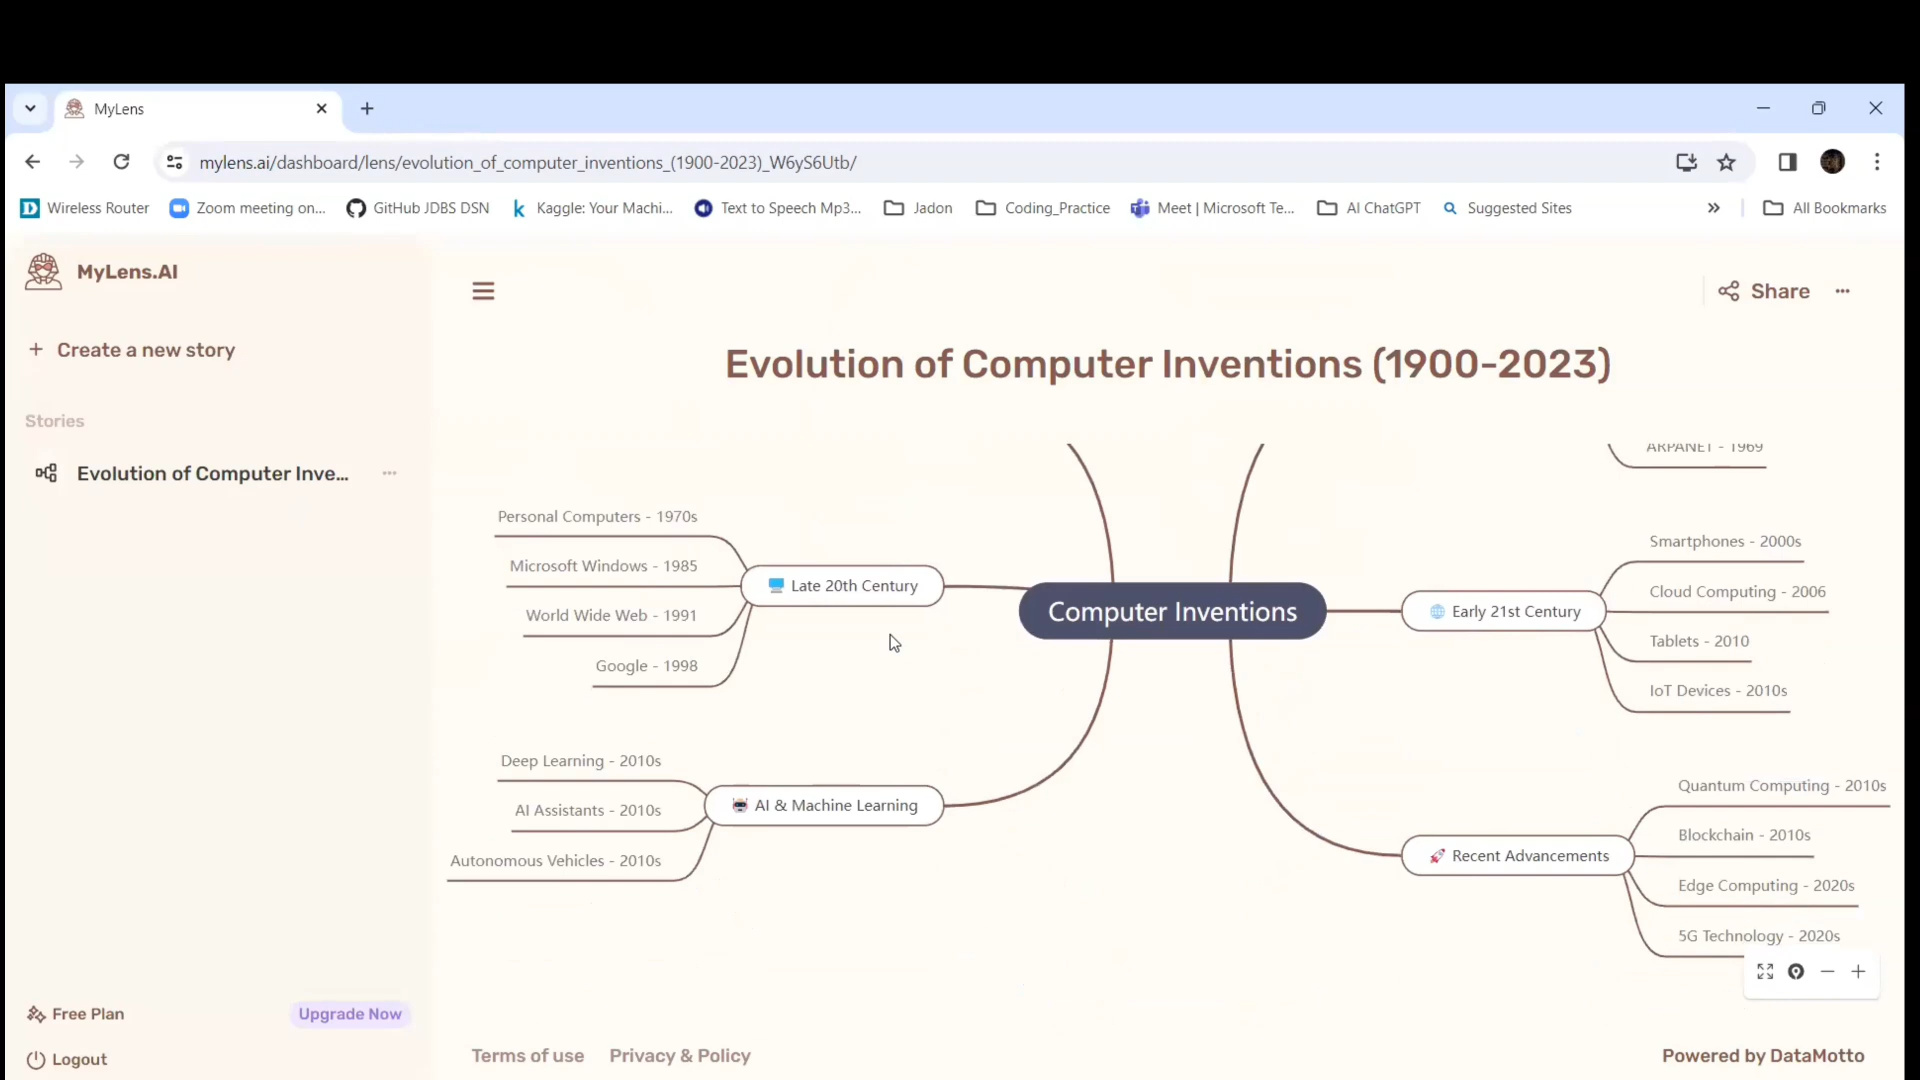 MyLens
mylens.ai/dashboard/lens/evolution_of_computer_inventions_(1900-2023)_W6yS6Utb/
Wireless Router
Zoom meeting on...
GitHub JDBS DSN
Kaggle: Your Machi...
Text to Speech Mp3...
Jadon
Coding_Practice
Meet | Microsoft Te...
AI ChatGPT
Suggested Sites
All Bookmarks
MyLens.AI
+ Create a new story
Stories
Evolution of Computer Inve...
Free Plan
Upgrade Now
Logout
Share
Evolution of Computer Inventions (1900-2023)
Computer Inventions
Late 20th Century
Personal Computers - 1970s
Microsoft Windows - 1985
World Wide Web - 1991
Google - 1998
AI & Machine Learning
Deep Learning - 2010s
AI Assistants - 2010s
Autonomous Vehicles - 2010s
ARPANET - 1969
Early 21st Century
Smartphones - 2000s
Cloud Computing - 2006
Tablets - 2010
IoT Devices - 2010s
Recent Advancements
Quantum Computing - 2010s
Blockchain - 2010s
Edge Computing - 2020s
5G Technology - 2020s
Terms of use
Privacy & Policy
Powered by DataMotto